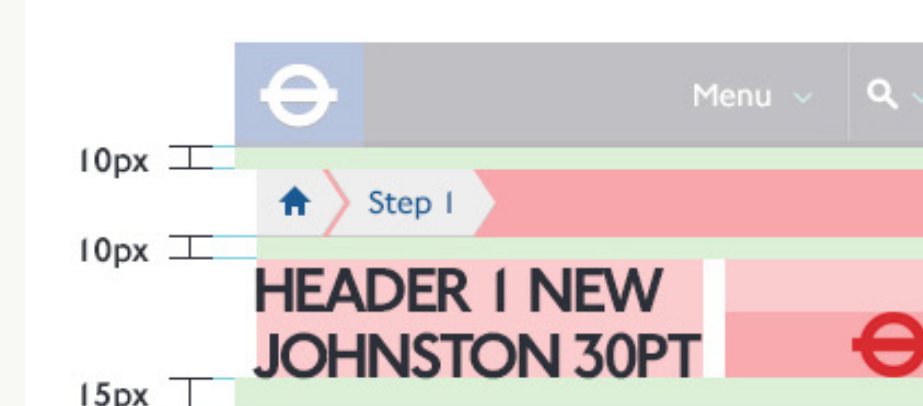 Menu
10px
Step 1
10px
HEADER 1 NEW
JOHNSTON 30PT
15px